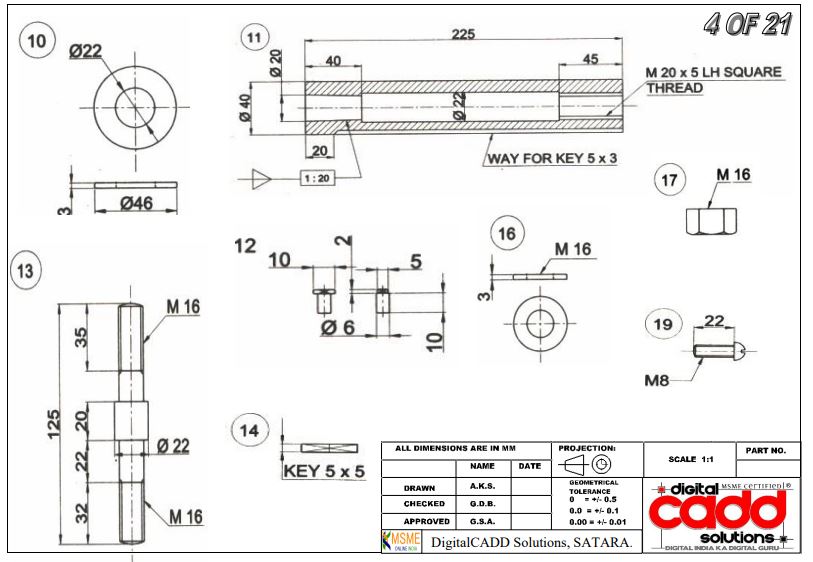 4 OF 21
10
Ø22
3
Ø46
11
225
40
45
Ø 20
Ø 40
Ø 22
M 20 x 5 LH SQUARE
THREAD
20
1 : 20
WAY FOR KEY 5 x 3
17
M 16
12
10
2
5
Ø 6
10
16
M 16
3
13
M 16
35
125
20
Ø 22
22
32
M 16
19
22
M8
14
KEY 5 x 5
ALL DIMENSIONS ARE IN MM
PROJECTION:
SCALE 1:1
PART NO.
NAME
DATE
DRAWN
A.K.S.
CHECKED
G.D.B.
APPROVED
G.S.A.
GEOMETRICAL
TOLERANCE
0 = +/- 0.5
0.0 = +/- 0.1
0.00 = +/- 0.01
MSME
ONLINE NOW
DigitalCADD Solutions, SATARA.
digital
MSME CERTIFIED ®
cadd
solutions
DIGITAL INDIA KA DIGITAL GURU